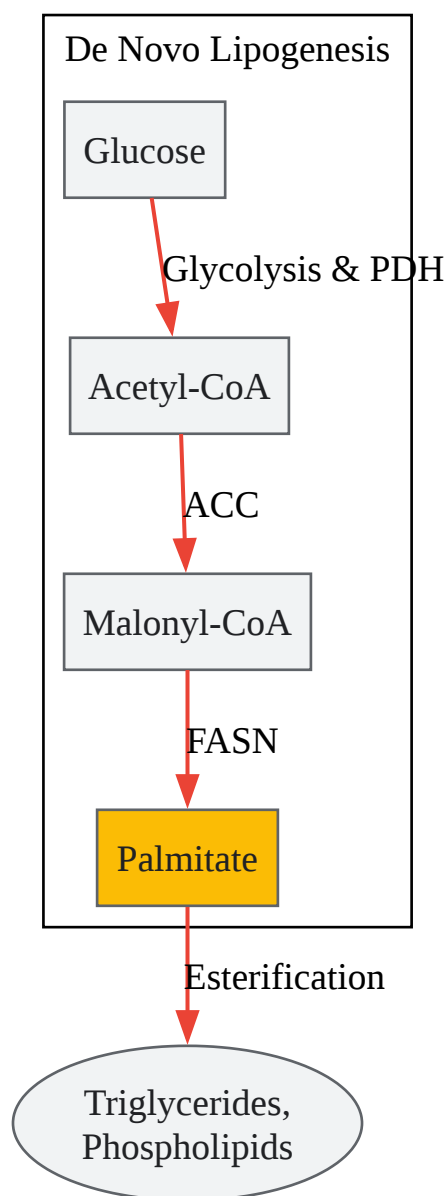 De Novo Lipogenesis
Glucose
Glycolysis & PDH
Acetyl-CoA
ACC
Malonyl-CoA
FASN
Palmitate
Esterification
Triglycerides,
Phospholipids